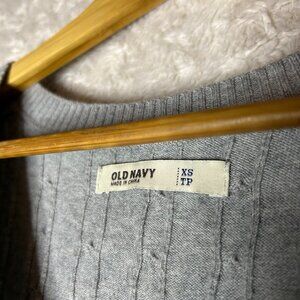 OLD NAVY
MADE IN CHINA
XS
TP